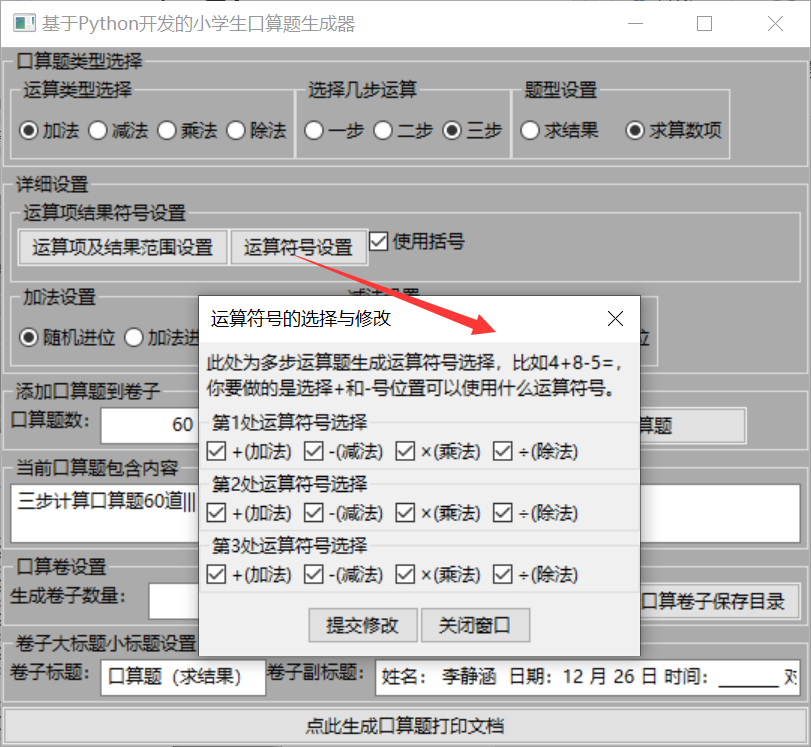 基于Python开发的小学生口算题生成器
口算题类型选择
运算类型选择 选择几步运算 题型设置
加法 减法 乘法 除法 一步 二步 三步 求结果 求算数项
详细设置
运算项结果符号设置
运算项及结果范围设置 运算符号设置 使用括号
加法设置
随机进位 加法进
运算符号的选择与修改
此处为多步运算题生成运算符号选择，比如4+8-5=，
你要做的是选择+和-号位置可以使用什么运算符号。
第1处运算符号选择
+(加法) -(减法) ×(乘法) ÷(除法)
第2处运算符号选择
+(加法) -(减法) ×(乘法) ÷(除法)
第3处运算符号选择
+(加法) -(减法) ×(乘法) ÷(除法)
提交修改 关闭窗口
添加口算题到卷子
口算题数： 60 算题
当前口算题包含内容
三步计算口算题60道|||
口算卷设置
生成卷子数量： 口算卷子保存目录
卷子大标题小标题设置
卷子标题： 口算题（求结果） 卷子副标题： 姓名： 李静涵 日期：12 月 26 日 时间：______
点此生成口算题打印文档